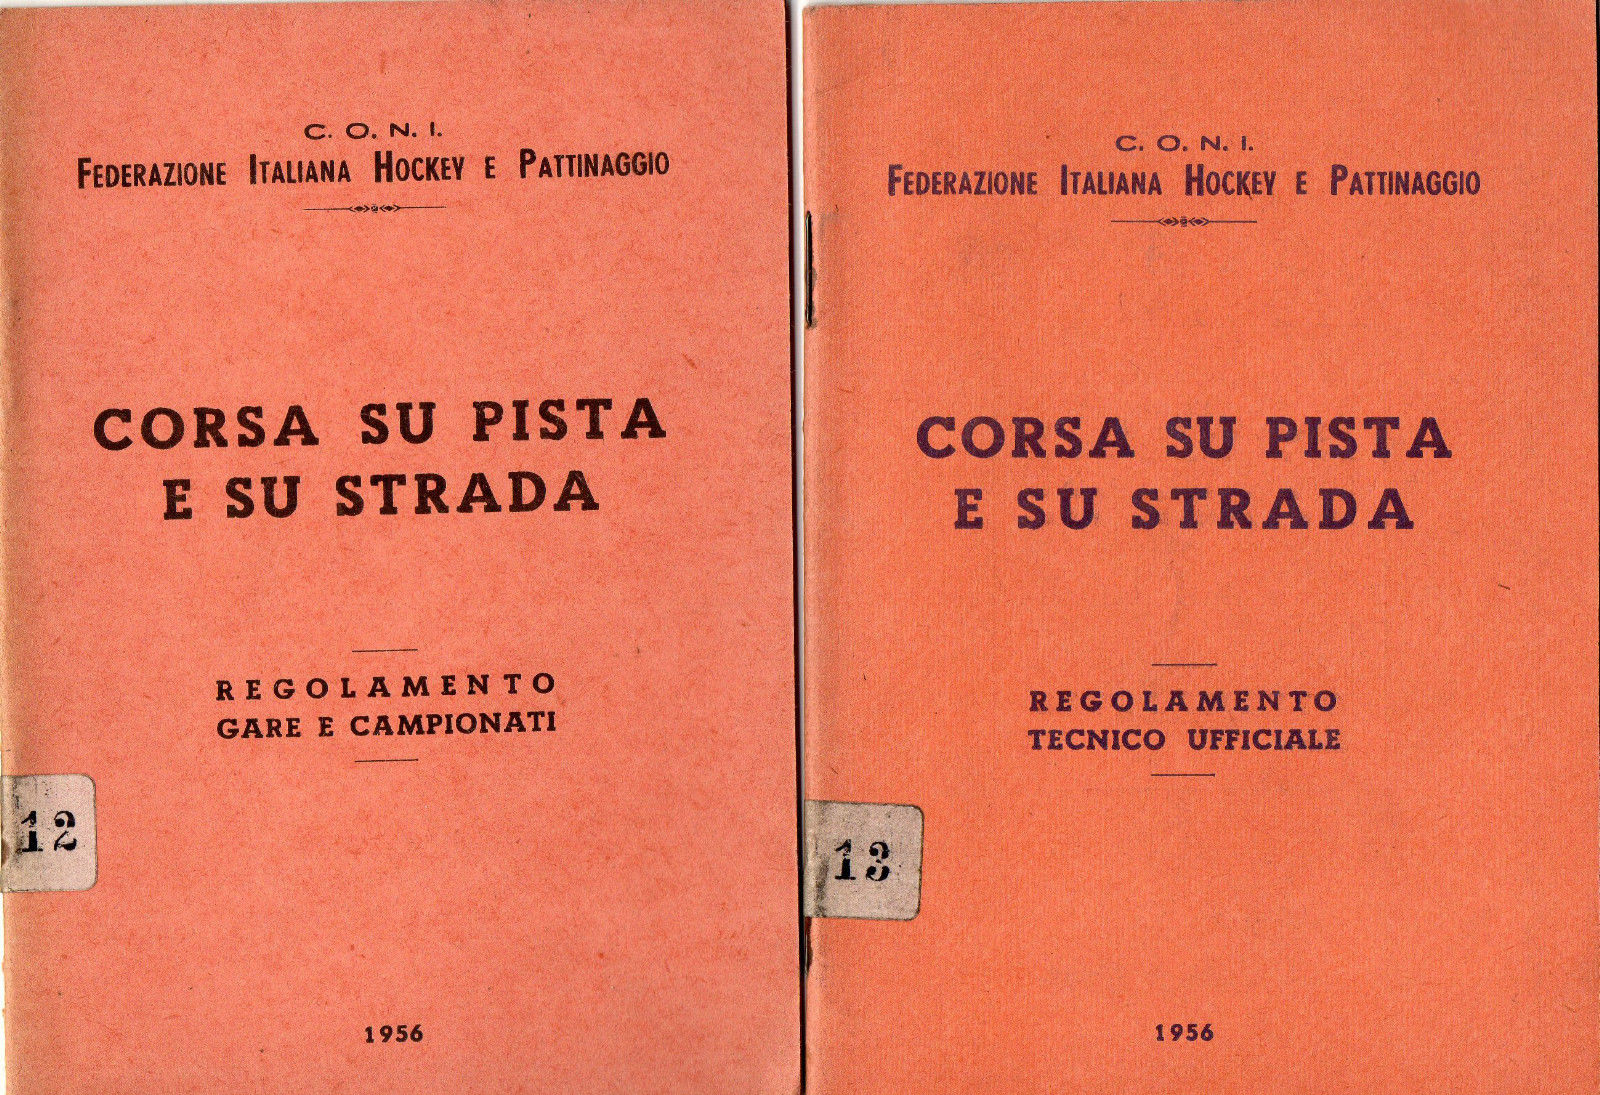 C. O. N. I.
FEDERAZIONE ITALIANA HOCKEY E PATTINAGGIO
CORSA SU PISTA
E SU STRADA
REGOLAMENTO
GARE E CAMPIONATI
12
1956
C. O. N. I.
FEDERAZIONE ITALIANA HOCKEY E PATTINAGGIO
CORSA SU PISTA
E SU STRADA
REGOLAMENTO
TECNICO UFFICIALE
13
1956